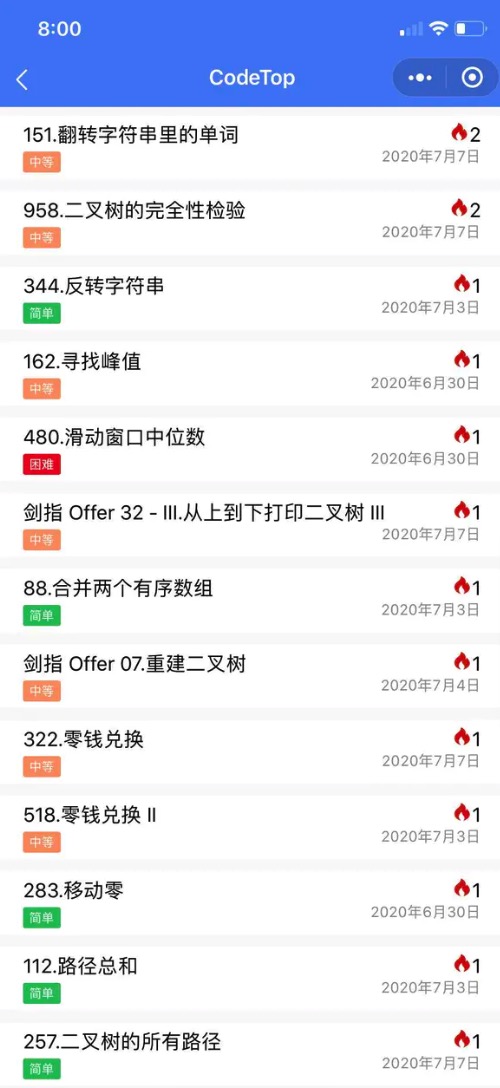 8:00
CodeTop
151.翻转字符串里的单词 2
中等 2020年7月7日
958.二叉树的完全性检验 2
中等 2020年7月7日
344.反转字符串 1
简单 2020年7月3日
162.寻找峰值 1
中等 2020年6月30日
480.滑动窗口中位数 1
困难 2020年6月30日
剑指 Offer 32 - III.从上到下打印二叉树 III 1
中等 2020年7月7日
88.合并两个有序数组 1
简单 2020年7月3日
剑指 Offer 07.重建二叉树 1
中等 2020年7月4日
322.零钱兑换 1
中等 2020年7月7日
518.零钱兑换 II 1
中等 2020年7月3日
283.移动零 1
简单 2020年6月30日
112.路径总和 1
简单 2020年7月3日
257.二叉树的所有路径 1
简单 2020年7月7日